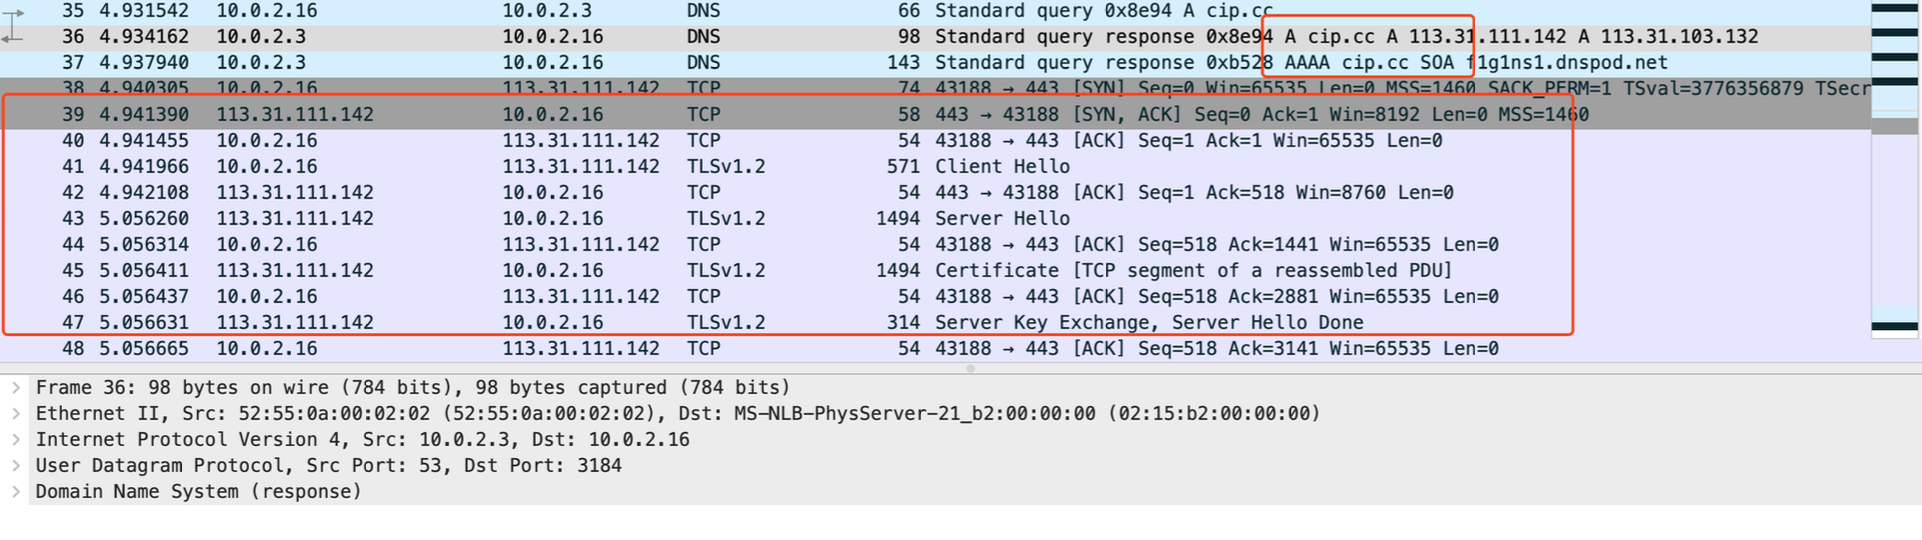 35 4.931542 10.0.2.16 10.0.2.3 DNS 66 Standard query 0x8e94 A cip.cc
36 4.934162 10.0.2.3 10.0.2.16 DNS 98 Standard query response 0x8e94 A cip.cc A 113.31.111.142 A 113.31.103.132
37 4.937940 10.0.2.3 10.0.2.16 DNS 143 Standard query response 0xb528 AAAA cip.cc SOA f1g1ns1.dnspod.net
38 4.940305 10.0.2.16 113.31.111.142 TCP 74 43188 → 443 [SYN] Seq=0 Win=65535 Len=0 MSS=1460 SACK_PERM=1 TSval=3776356879 TSecr
39 4.941390 113.31.111.142 10.0.2.16 TCP 58 443 → 43188 [SYN, ACK] Seq=0 Ack=1 Win=8192 Len=0 MSS=1460
40 4.941455 10.0.2.16 113.31.111.142 TCP 54 43188 → 443 [ACK] Seq=1 Ack=1 Win=65535 Len=0
41 4.941966 10.0.2.16 113.31.111.142 TLSv1.2 571 Client Hello
42 4.942108 113.31.111.142 10.0.2.16 TCP 54 443 → 43188 [ACK] Seq=1 Ack=518 Win=8760 Len=0
43 5.056260 113.31.111.142 10.0.2.16 TLSv1.2 1494 Server Hello
44 5.056314 10.0.2.16 113.31.111.142 TCP 54 43188 → 443 [ACK] Seq=518 Ack=1441 Win=65535 Len=0
45 5.056411 113.31.111.142 10.0.2.16 TLSv1.2 1494 Certificate [TCP segment of a reassembled PDU]
46 5.056437 10.0.2.16 113.31.111.142 TCP 54 43188 → 443 [ACK] Seq=518 Ack=2881 Win=65535 Len=0
47 5.056631 113.31.111.142 10.0.2.16 TLSv1.2 314 Server Key Exchange, Server Hello Done
48 5.056665 10.0.2.16 113.31.111.142 TCP 54 43188 → 443 [ACK] Seq=518 Ack=3141 Win=65535 Len=0
Frame 36: 98 bytes on wire (784 bits), 98 bytes captured (784 bits)
Ethernet II, Src: 52:55:0a:00:02:02 (52:55:0a:00:02:02), Dst: MS-NLB-PhysServer-21_b2:00:00:00 (02:15:b2:00:00:00)
Internet Protocol Version 4, Src: 10.0.2.3, Dst: 10.0.2.16
User Datagram Protocol, Src Port: 53, Dst Port: 3184
Domain Name System (response)